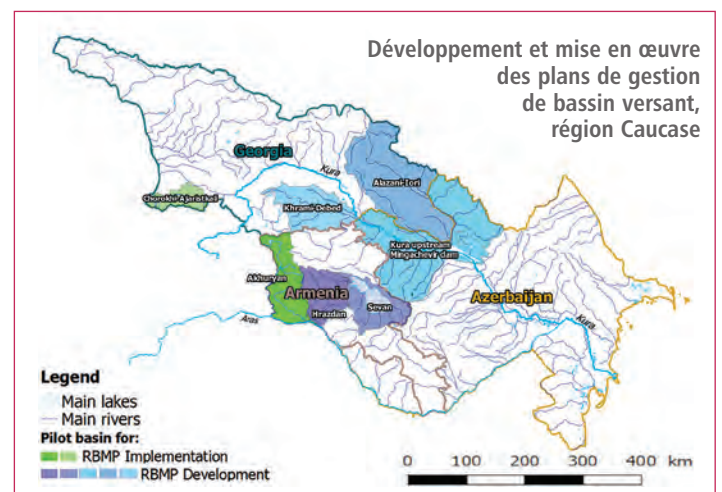 Développement et mise en œuvre
des plans de gestion
de bassin versant,
région Caucase
Georgia
Kura
Alazani-Iori
Chorokhi-Ajaristkali
Khrami-Debed
Kura upstream
Mingachevir dam
Akhuryan
Armenia
Sevan
Hrazdan
Azerbaijan
Aras
Kura
Legend
Main lakes
Main rivers
Pilot basin for:
RBMP Implementation
RBMP Development
0 100 200 300 400 km